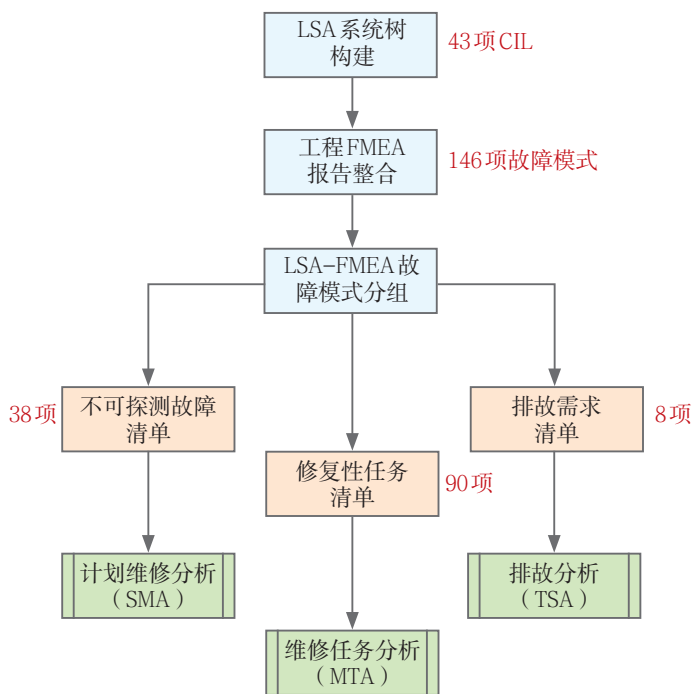 LSA系统树
构建
43项CIL
工程FMEA
报告整合
146项故障模式
LSA-FMEA故
障模式分组
38项
不可探测故障
清单
排故需求
清单
8项
修复性任务
清单
90项
计划维修分析
（SMA）
排故分析
（TSA）
维修任务分析
（MTA）